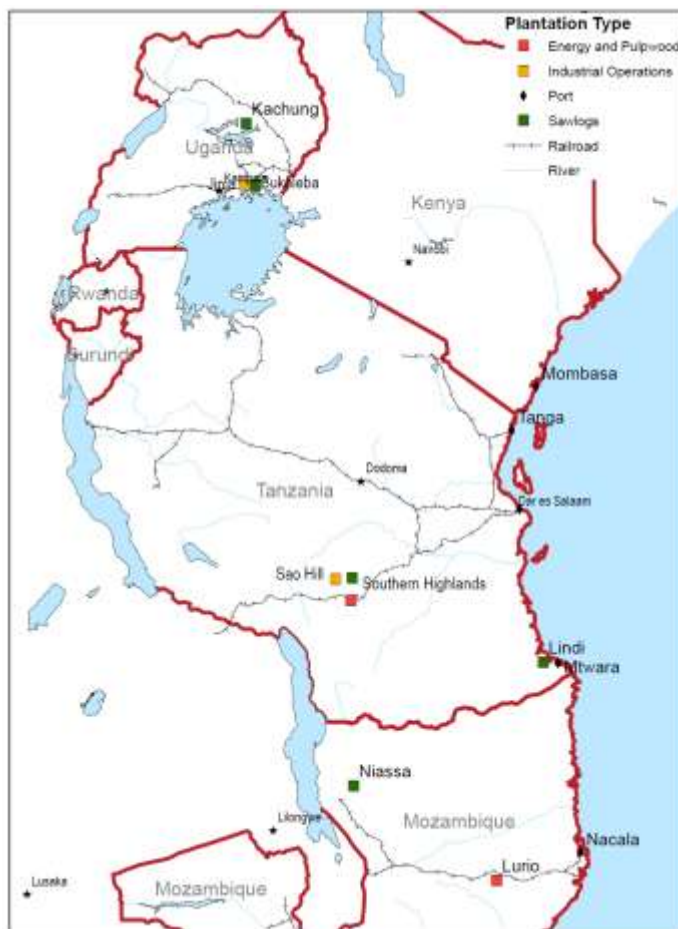 Plantation Type
Energy and Pulpwood
Industrial Operations
Port
Sawlogs
Railroad
River
Kachung
Uganda
Bukaleba
Kenya
Nairobi
Rwanda
Burundi
Mombasa
Tanga
Dodoma
Tanzania
Dar es Salaam
Sao Hill
Southern Highlands
Lindi
Mtwara
Niassa
Lilongwe
Mozambique
Nacala
Lurio
Lusaka
Mozambique